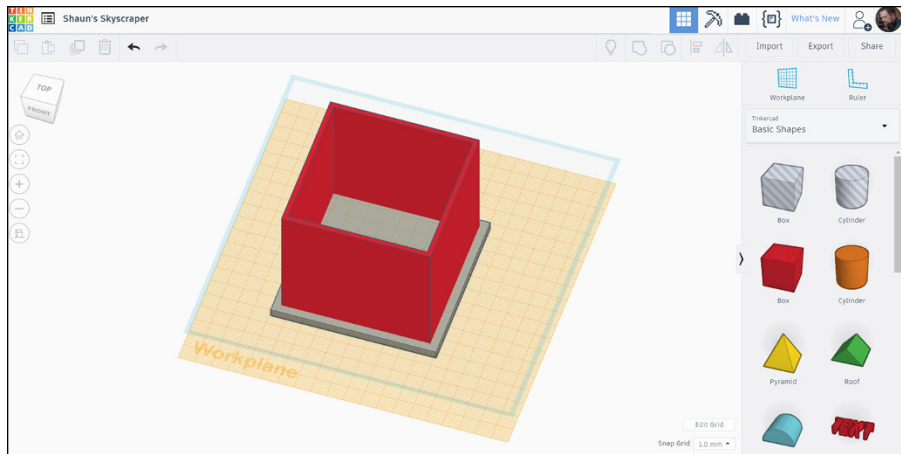 TIN
KER
CAD
Shaun's Skyscraper
What's New
Import
Export
Share
TOP
FRONT
Workplane
Ruler
Tinkercad
Basic Shapes
Box
Cylinder
Box
Cylinder
Pyramid
Roof
TEXT
Workplane
Edit Grid
Snap Grid
1.0 mm